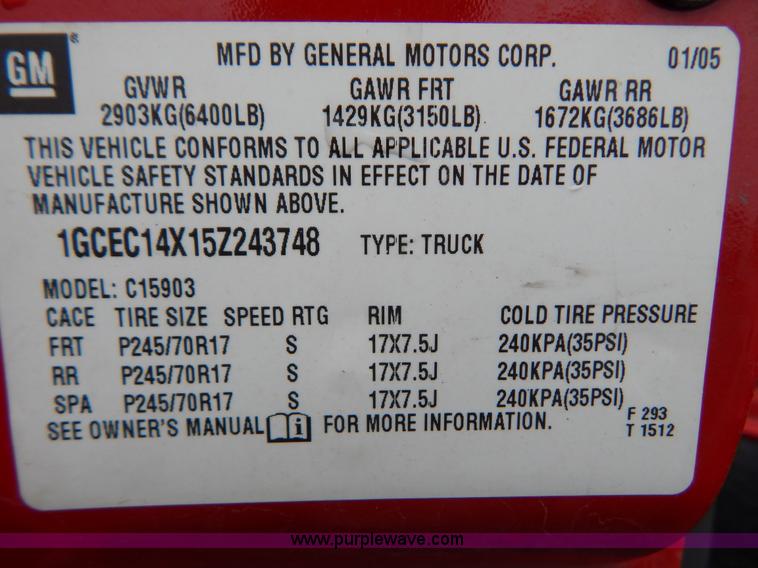 GM ®
MFD BY GENERAL MOTORS CORP. 01/05
GVWR GAWR FRT GAWR RR
2903KG(6400LB) 1429KG(3150LB) 1672KG(3686LB)
THIS VEHICLE CONFORMS TO ALL APPLICABLE U.S. FEDERAL MOTOR
VEHICLE SAFETY STANDARDS IN EFFECT ON THE DATE OF
MANUFACTURE SHOWN ABOVE.
1GCEC14X15Z243748 TYPE: TRUCK
MODEL: C15903
CACE TIRE SIZE SPEED RTG RIM COLD TIRE PRESSURE
FRT P245/70R17 S 17X7.5J 240KPA(35PSI)
RR P245/70R17 S 17X7.5J 240KPA(35PSI)
SPA P245/70R17 S 17X7.5J 240KPA(35PSI)
SEE OWNER'S MANUAL i FOR MORE INFORMATION. F 293
T 1512
www.purplewave.com